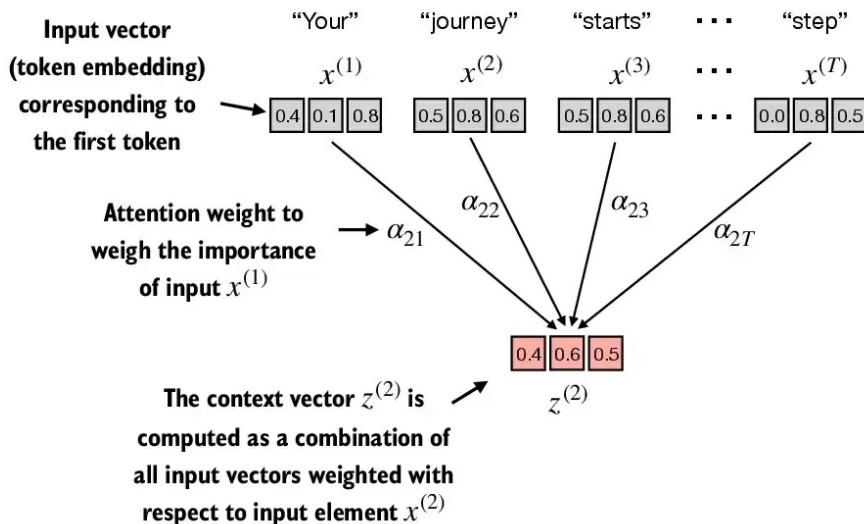 Input vector
(token embedding)
corresponding to
the first token
“Your” “journey” “starts” ... “step”
x^(1) x^(2) x^(3) ... x^(T)
0.4 0.1 0.8 0.5 0.8 0.6 0.5 0.8 0.6 ... 0.0 0.8 0.5
Attention weight to
weigh the importance
of input x^(1)
α₂₁ α₂₂ α₂₃ α₂T
0.4 0.6 0.5
z^(2)
The context vector z^(2) is
computed as a combination of
all input vectors weighted with
respect to input element x^(2)